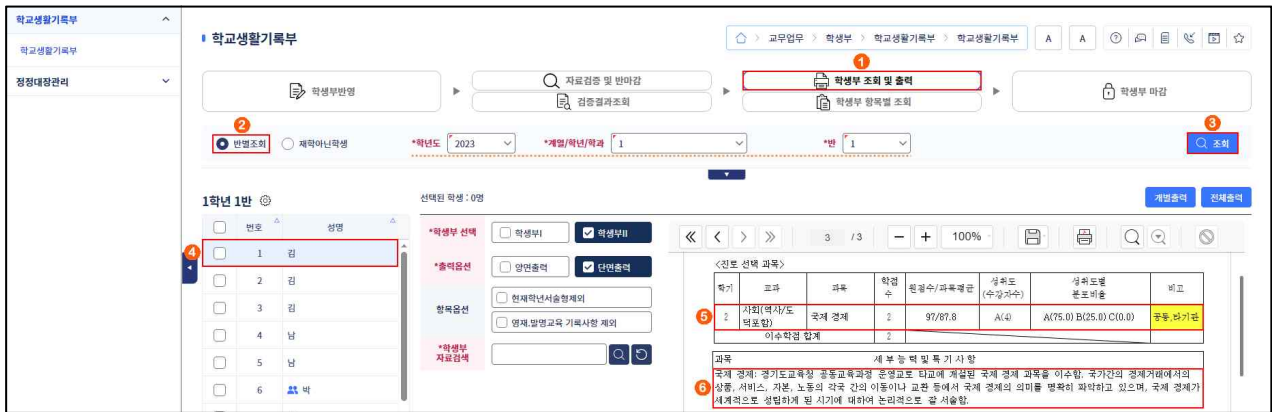 학교생활기록부
학교생활기록부
정정대장관리
학교생활기록부
교무업무 > 학생부 > 학교생활기록부 > 학교생활기록부
A A
학생부반영
자료검증 및 반마감
검증결과조회
1
학생부 조회 및 출력
학생부 항목별 조회
학생부 마감
2
반별조회 재학아닌학생 *학년도 2023 *계열/학년/학과 1 *반 1
3
조회
1학년 1반
선택된 학생 : 0명
개별출력 전체출력
번호 성명
4
1 김
2 김
3 김
4 남
5 남
6 박
*학생부 선택 학생부I 학생부II
*출력옵션 양면출력 단면출력
항목옵션 현재학년서술형제외
영재.발명교육 기록사항 제외
*학생부
자료검색
3 / 3 100%
<진로 선택 과목>
학기 교과 과목 학점수 원점수/과목평균 성취도(수강자수) 성취도별 분포비율 비고
5
2 사회(역사/도덕포함) 국제 경제 2 97/87.8 A(4) A(75.0) B(25.0) C(0.0) 공동,타기관
이수학점 합계 2
과목 세 부 능 력 및 특 기 사 항
6
국제 경제: 경기도교육청 공동교육과정 운영교로 타교에 개설된 국제 경제 과목을 이수함. 국가간의 경제거래에서의
상품, 서비스, 자본, 노동의 각국 간의 이동이나 교환 등에서 국제 경제의 의미를 명확히 파악하고 있으며, 국제 경제가
세계적으로 성립하게 된 시기에 대하여 논리적으로 잘 서술함.